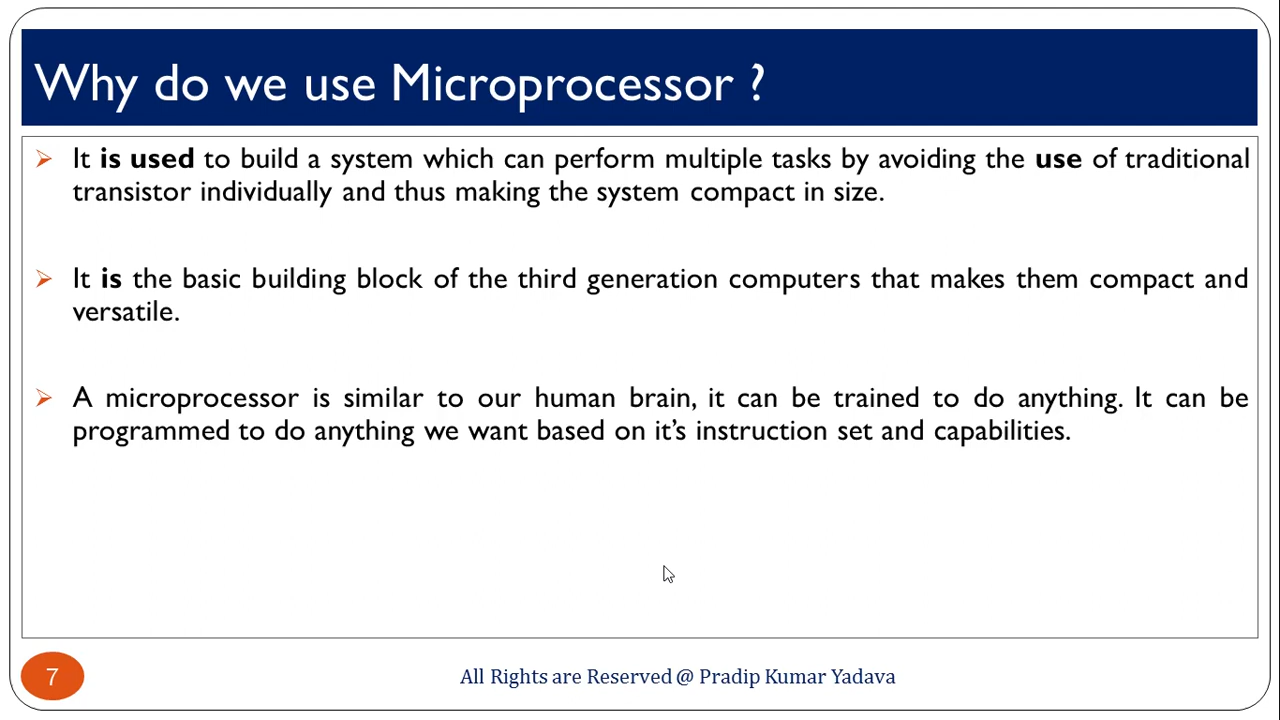 Why do we use Microprocessor ?
It is used to build a system which can perform multiple tasks by avoiding the use of traditional
transistor individually and thus making the system compact in size.
It is the basic building block of the third generation computers that makes them compact and
versatile.
A microprocessor is similar to our human brain, it can be trained to do anything. It can be
programmed to do anything we want based on it’s instruction set and capabilities.
7
All Rights are Reserved @ Pradip Kumar Yadava